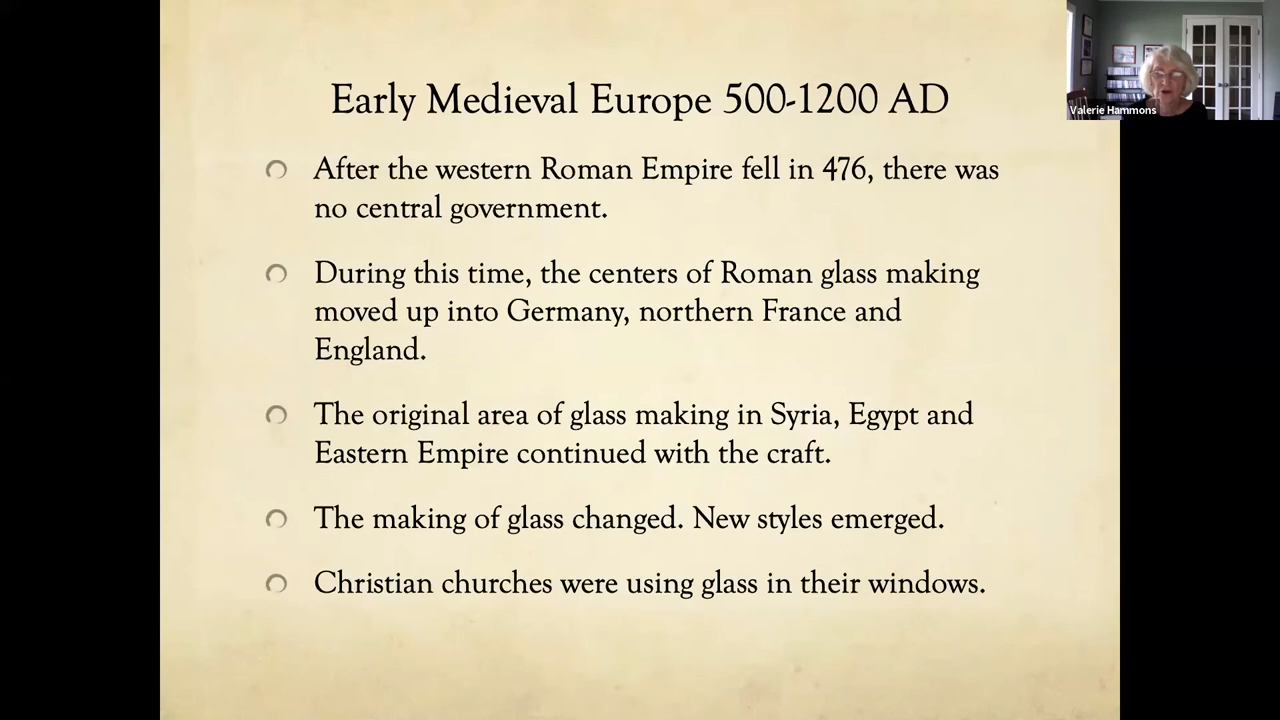 Early Medieval Europe 500-1200 AD
After the western Roman Empire fell in 476, there was
no central government.
During this time, the centers of Roman glass making
moved up into Germany, northern France and
England.
The original area of glass making in Syria, Egypt and
Eastern Empire continued with the craft.
The making of glass changed. New styles emerged.
Christian churches were using glass in their windows.
Valerie Hammons